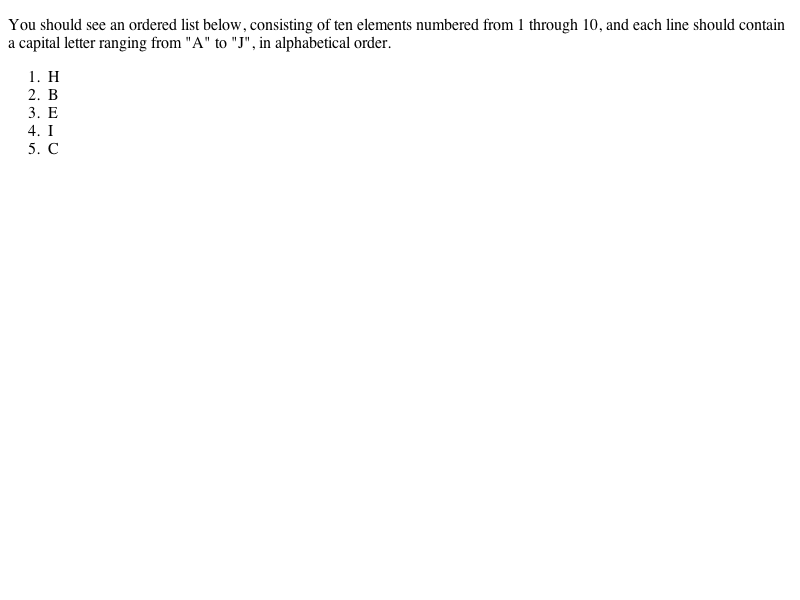 You should see an ordered list below, consisting of ten elements numbered from 1 through 10, and each line should contain
a capital letter ranging from "A" to "J", in alphabetical order.
1. H
2. B
3. E
4. I
5. C